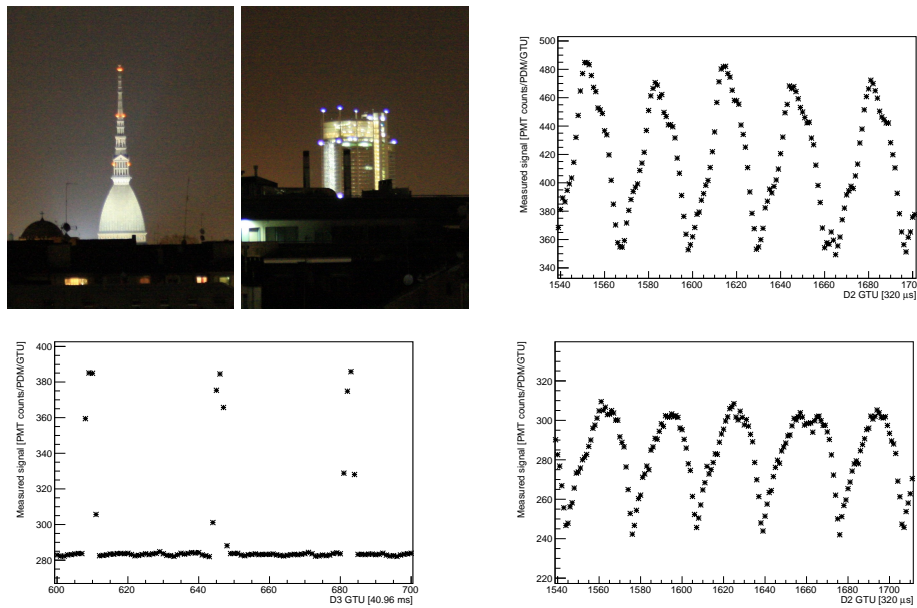 Measured signal [PMT counts/PDM/GTU]
500
480
460
440
420
400
380
360
340
1540 1560 1580 1600 1620 1640 1660 1680 1700
D2 GTU [320 µs]
Measured signal [PMT counts/PDM/GTU]
400
380
360
340
320
300
280
600 620 640 660 680 700
D3 GTU [40.96 ms]
Measured signal [PMT counts/PDM/GTU]
320
300
280
260
240
220
1540 1560 1580 1600 1620 1640 1660 1680 1700
D2 GTU [320 µs]